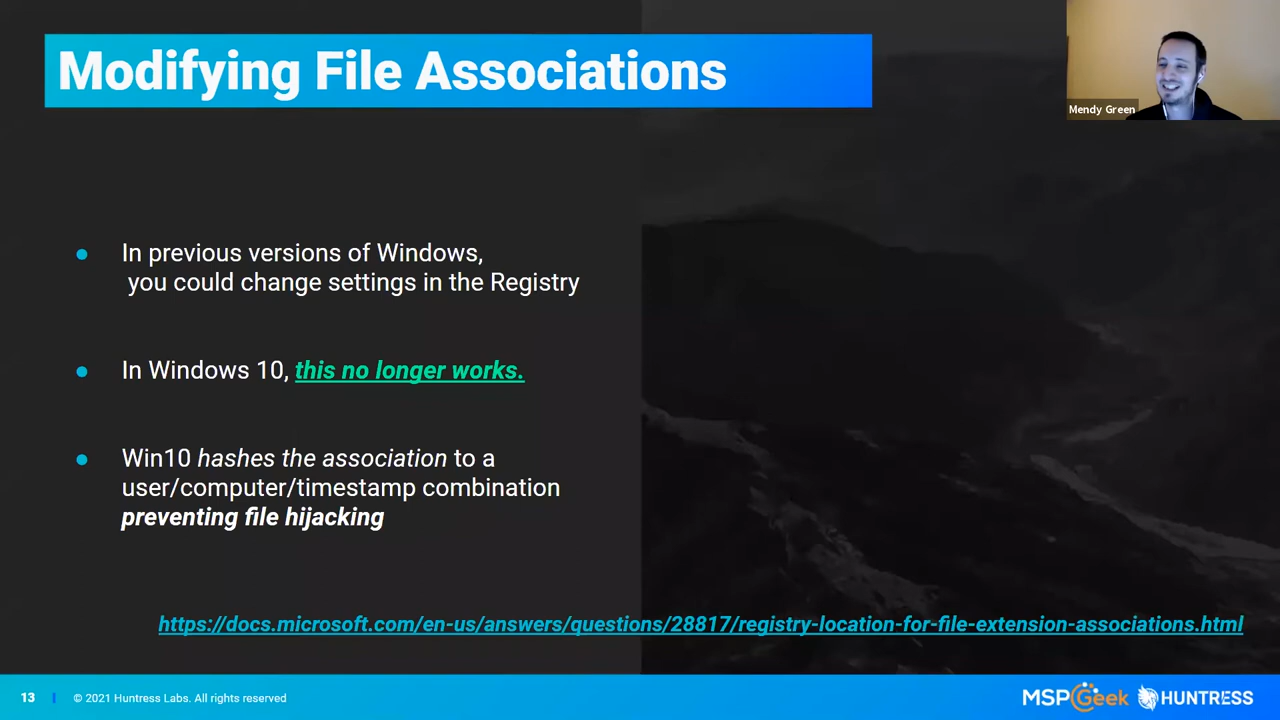 Modifying File Associations
Mendy Green
In previous versions of Windows,
you could change settings in the Registry
In Windows 10, this no longer works.
Win10 hashes the association to a
user/computer/timestamp combination
preventing file hijacking
https://docs.microsoft.com/en-us/answers/questions/28817/registry-location-for-file-extension-associations.html
13 © 2021 Huntress Labs. All rights reserved
MSPGeek HUNTRESS